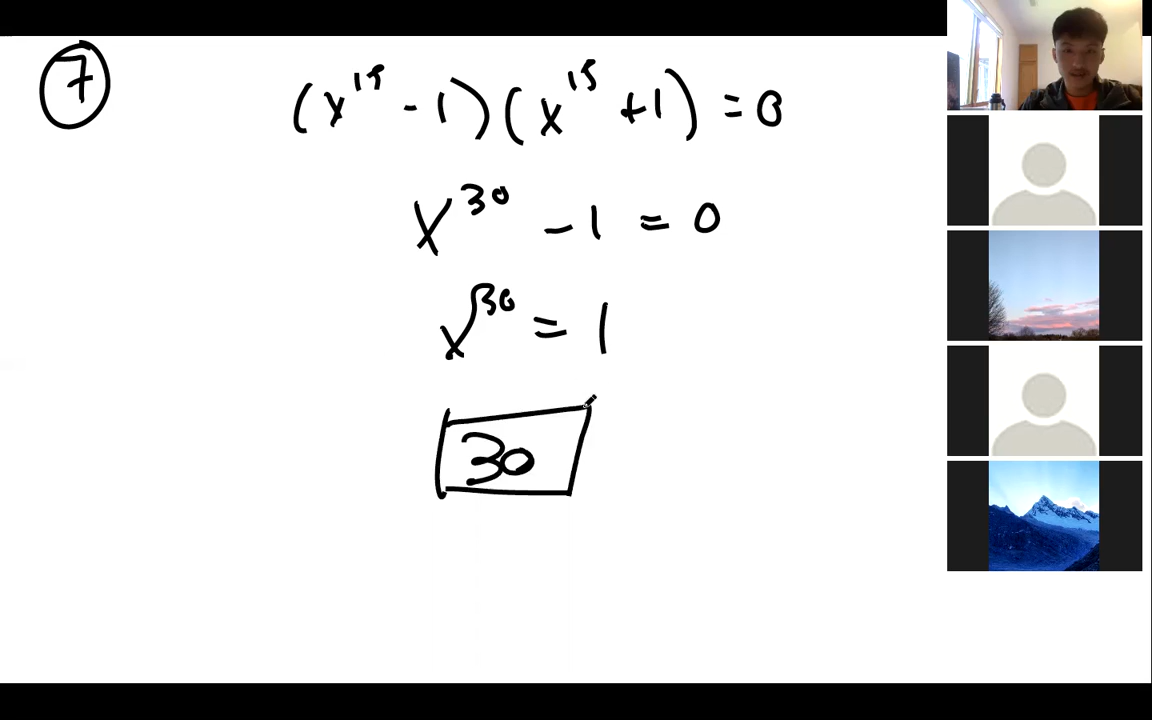 7
(x^15 - 1)(x^15 + 1) = 0
x^30 - 1 = 0
x^30 = 1
30